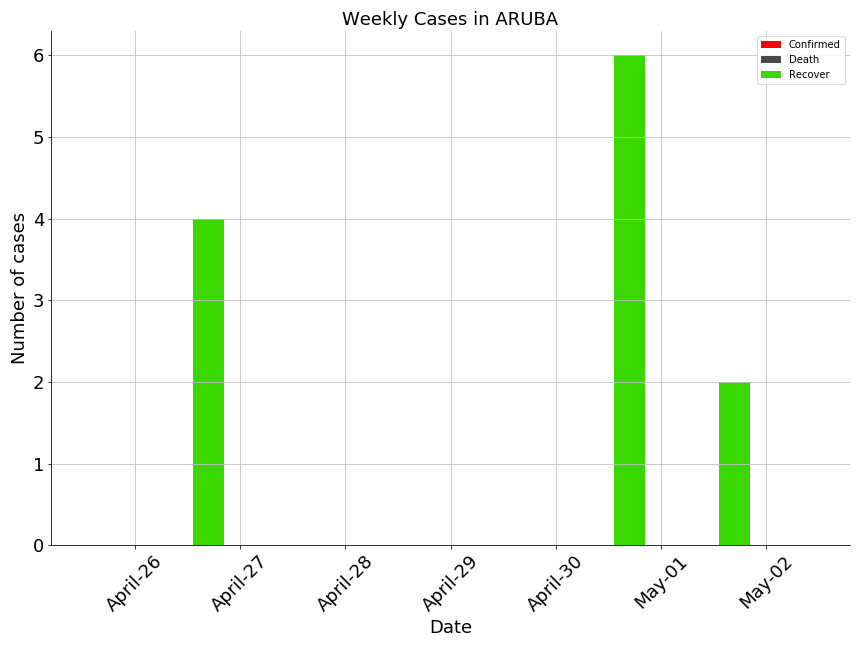 Weekly Cases in ARUBA
Confirmed
Death
Recover
Number of cases
6
5
4
3
2
1
0
April-26
April-27
April-28
April-29
April-30
May-01
May-02
Date